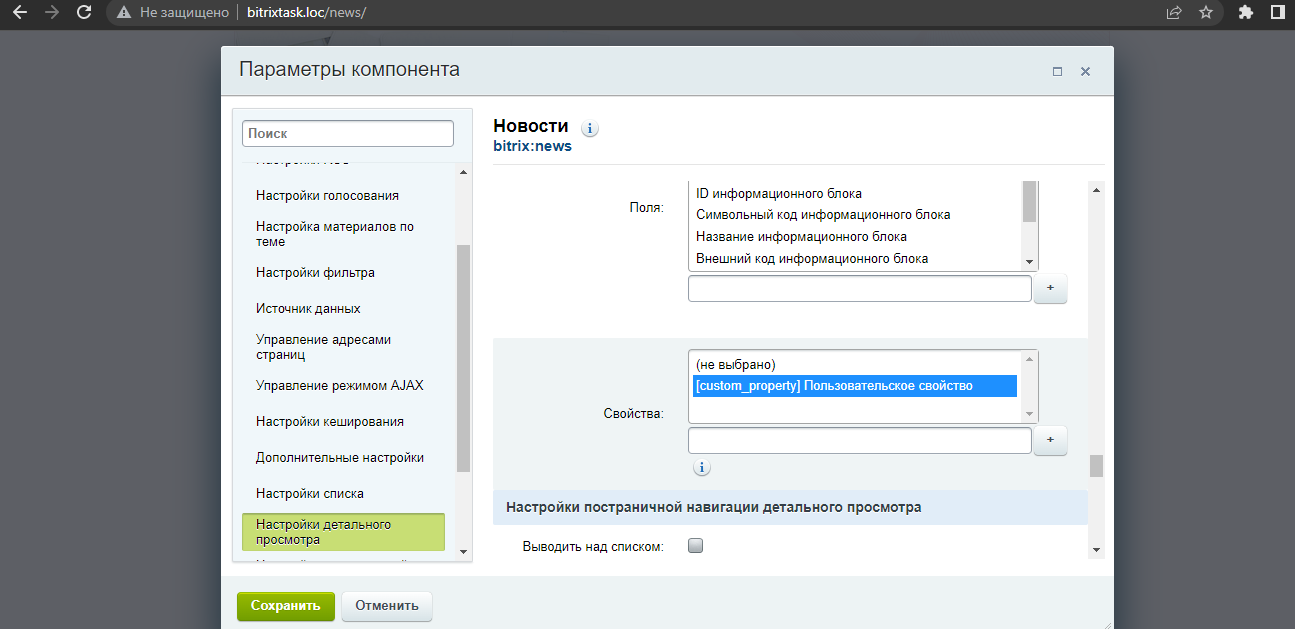 Не защищено bitrixtask.loc/news/
Параметры компонента
Поиск
Настройки голосования
Настройка материалов по
теме
Настройки фильтра
Источник данных
Управление адресами
страниц
Управление режимом AJAX
Настройки кеширования
Дополнительные настройки
Настройки списка
Настройки детального
просмотра
Новости
bitrix:news
Поля:
ID информационного блока
Символьный код информационного блока
Название информационного блока
Внешний код информационного блока
+
Свойства:
(не выбрано)
[custom_property] Пользовательское свойство
+
Настройки постраничной навигации детального просмотра
Выводить над списком:
Сохранить
Отменить